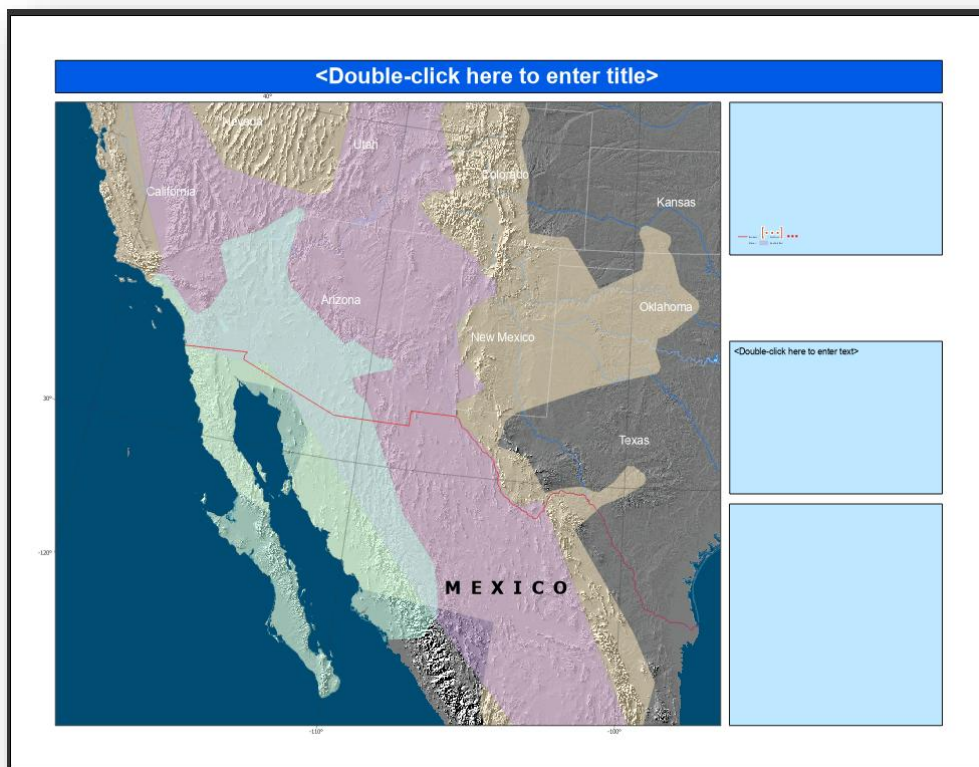 <Double-click here to enter title>
40°
Nevada
Utah
Colorado
California
Kansas
Arizona
Oklahoma
New Mexico
<Double-click here to enter text>
30°
Texas
-120°
MEXICO
-110°
-100°